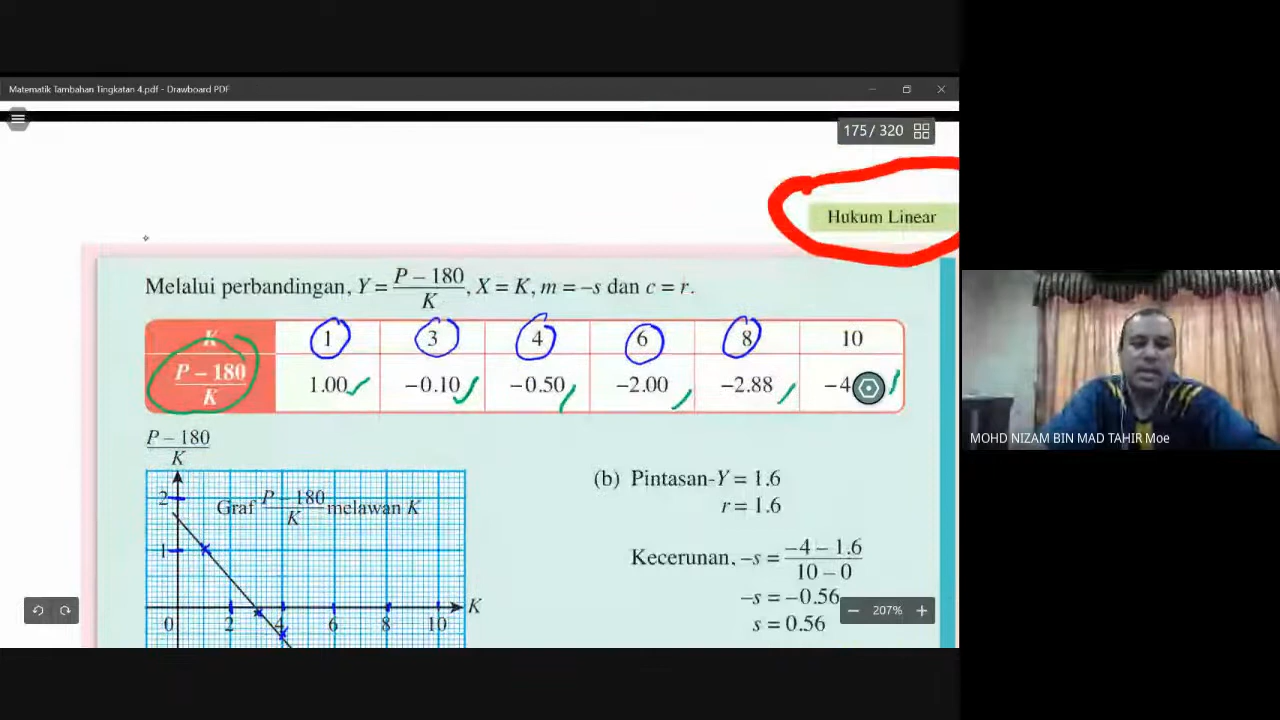 Matematik Tambahan Tingkatan 4.pdf - Drawboard PDF
175 / 320
Hukum Linear
Melalui perbandingan, Y = (P – 180)/K, X = K, m = –s dan c = r.
K 1 3 4 6 8 10
(P – 180)/K 1.00 –0.10 –0.50 –2.00 –2.88 –4
(P – 180)/K
2
Graf (P – 180)/K melawan K
1
0 2 4 6 8 10 K
(b) Pintasan-Y = 1.6
r = 1.6
Kecerunan, –s = (–4 – 1.6)/(10 – 0)
–s = –0.56
s = 0.56
207%
MOHD NIZAM BIN MAD TAHIR Moe